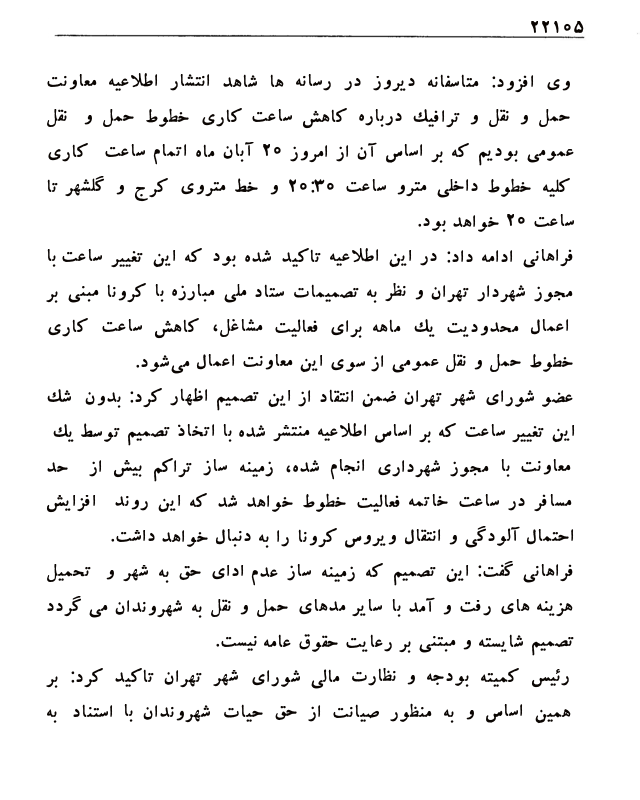 ۲۲۱۰۵
وی افزود: متاسفانه دیروز در رسانه ها شاهد انتشار اطلاعیه معاونت
حمل و نقل و ترافیك درباره كاهش ساعت كاری خطوط حمل و نقل
عمومی بودیم كه بر اساس آن از امروز ۲۰ آبان ماه اتمام ساعت كاری
كلیه خطوط داخلی مترو ساعت ۲۰:۳۰ و خط متروی كرج و گلشهر تا
ساعت ۲۰ خواهد بود.
فراهانی ادامه داد: در این اطلاعیه تاكید شده بود كه این تغییر ساعت با
مجوز شهردار تهران و نظر به تصمیمات ستاد ملی مبارزه با كرونا مبنی بر
اعمال محدودیت یك ماهه برای فعالیت مشاغل، كاهش ساعت كاری
خطوط حمل و نقل عمومی از سوی این معاونت اعمال می‌شود.
عضو شورای شهر تهران ضمن انتقاد از این تصمیم اظهار كرد: بدون شك
این تغییر ساعت كه بر اساس اطلاعیه منتشر شده با اتخاذ تصمیم توسط یك
معاونت با مجوز شهرداری انجام شده، زمینه ساز تراكم بیش از حد
مسافر در ساعت خاتمه فعالیت خطوط خواهد شد كه این روند افزایش
احتمال آلودگی و انتقال ویروس كرونا را به دنبال خواهد داشت.
فراهانی گفت: این تصمیم كه زمینه ساز عدم ادای حق به شهر و تحمیل
هزینه های رفت و آمد با سایر مدهای حمل و نقل به شهروندان می گردد
تصمیم شایسته و مبتنی بر رعایت حقوق عامه نیست.
رئیس كمیته بودجه و نظارت مالی شورای شهر تهران تاكید كرد: بر
همین اساس و به منظور صیانت از حق حیات شهروندان با استناد به